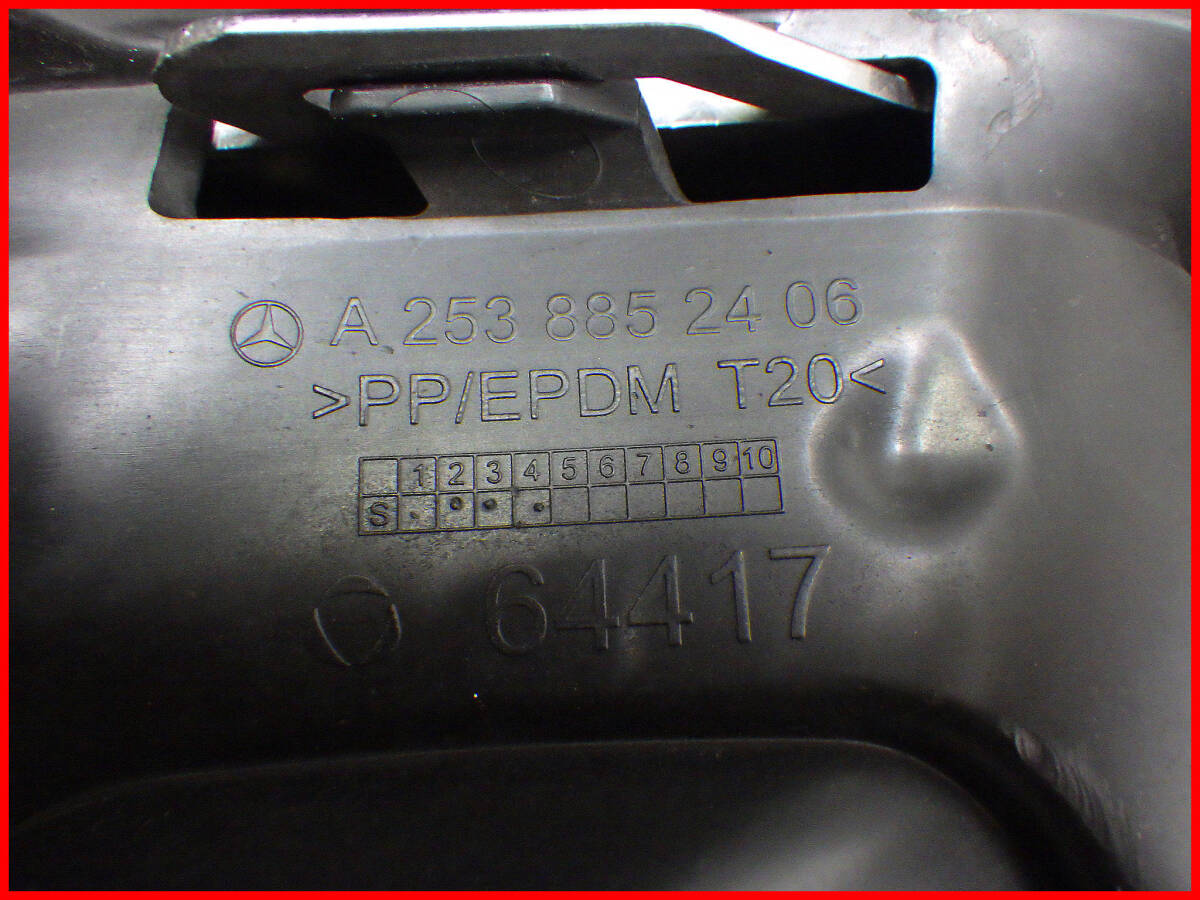 A 253 885 24 06
>PP/EPDM T20<
1 2 3 4 5 6 7 8 9 10
S
64417